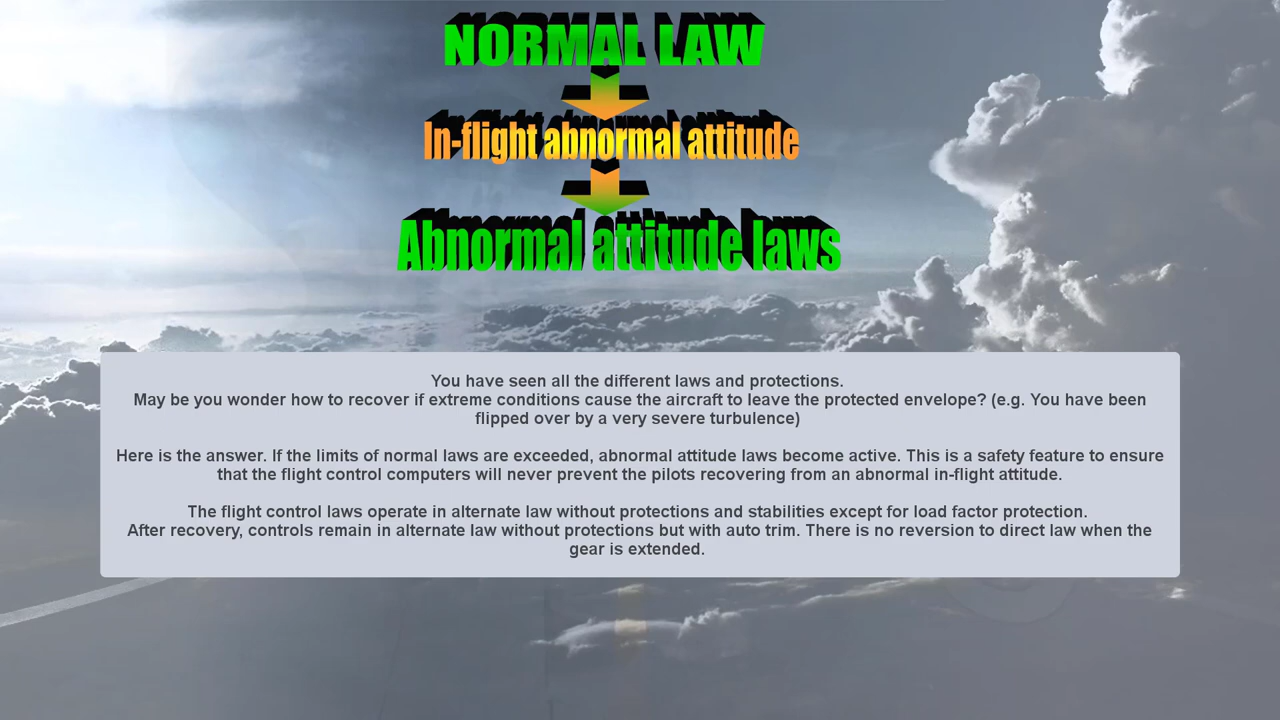 NORMAL LAW
In-flight abnormal attitude
Abnormal attitude laws
You have seen all the different laws and protections.
May be you wonder how to recover if extreme conditions cause the aircraft to leave the protected envelope? (e.g. You have been
flipped over by a very severe turbulence)
Here is the answer. If the limits of normal laws are exceeded, abnormal attitude laws become active. This is a safety feature to ensure
that the flight control computers will never prevent the pilots recovering from an abnormal in-flight attitude.
The flight control laws operate in alternate law without protections and stabilities except for load factor protection.
After recovery, controls remain in alternate law without protections but with auto trim. There is no reversion to direct law when the
gear is extended.